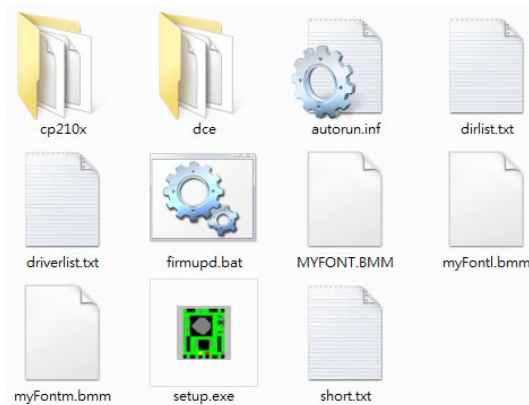 cp210x
dce
autorun.inf
dirlist.txt
driverlist.txt
firmupd.bat
MYFONT.BMM
myFontl.bmm
myFontm.bmm
setup.exe
short.txt